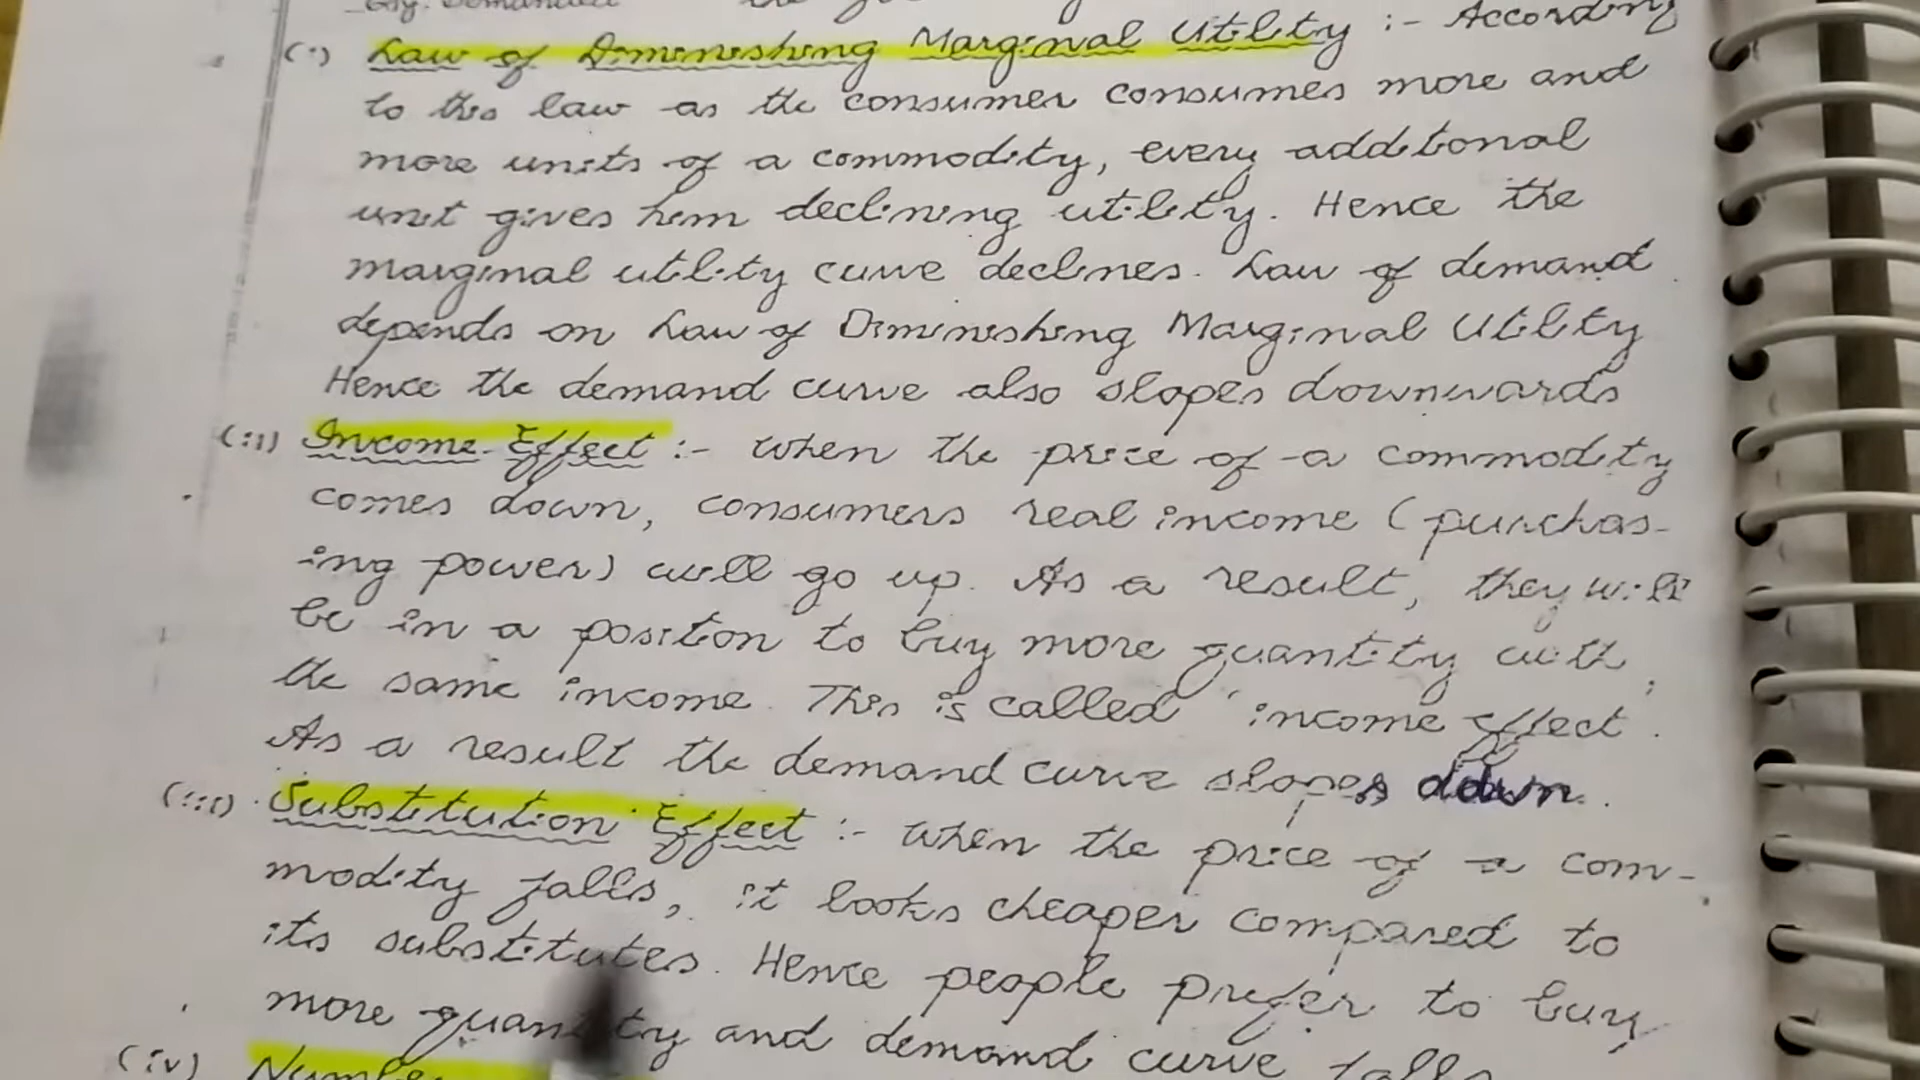 Qty. Demanded the
(i) Law of Diminishing Marginal Utility :- According
to this law as the consumer consumes more and
more units of a commodity, every additonal
unit gives him declining utility. Hence the
marginal utility curve declines. Law of demand
depends on Law of Diminishing Marginal Utility
Hence the demand curve also slopes downwards
(ii) Income Effect :- When the price of a commodity
comes down, consumers real income (purchas-
ing power) will go up. As a result, they will
be in a position to buy more quantity with
the same income. This is called 'income effect.
As a result the demand curve slopes down.
(iii) Substitution Effect :- When the price of a com-
modity falls, it looks cheaper compared to
its substitutes. Hence people prefer to buy
more quantity and demand curve falls
(iv) Number